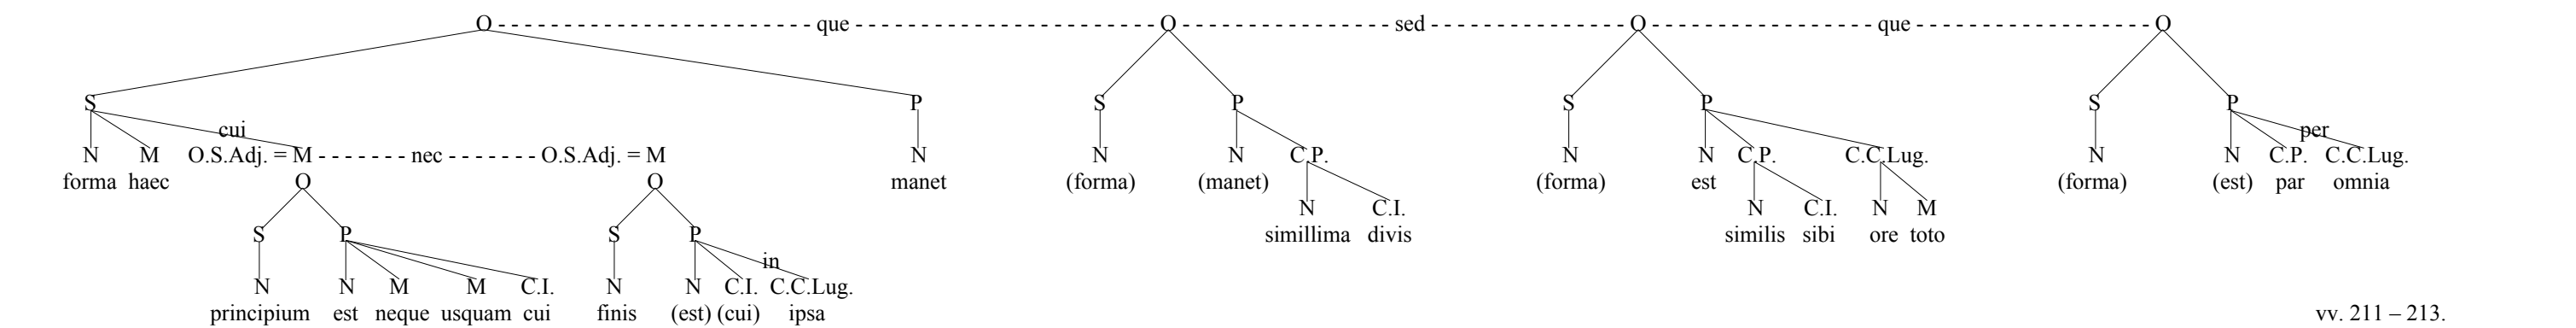 O - - - que - - - O - - - sed - - - O - - - que - - - O
S P S P S P S P
cui per
N M O.S.Adj. = M - - - - - - - nec - - - - - - - O.S.Adj. = M N N N C.P. N N C.P. C.C.Lug. N N C.P. C.C.Lug.
forma haec O O manet (forma) (manet) (forma) est (forma) (est) par omnia
N C.I. N C.I. N M
S P S P simillima divis similis sibi ore toto
in
N N M M C.I. N N C.I. C.C.Lug.
principium est neque usquam cui finis (est) (cui) ipsa vv. 211 – 213.